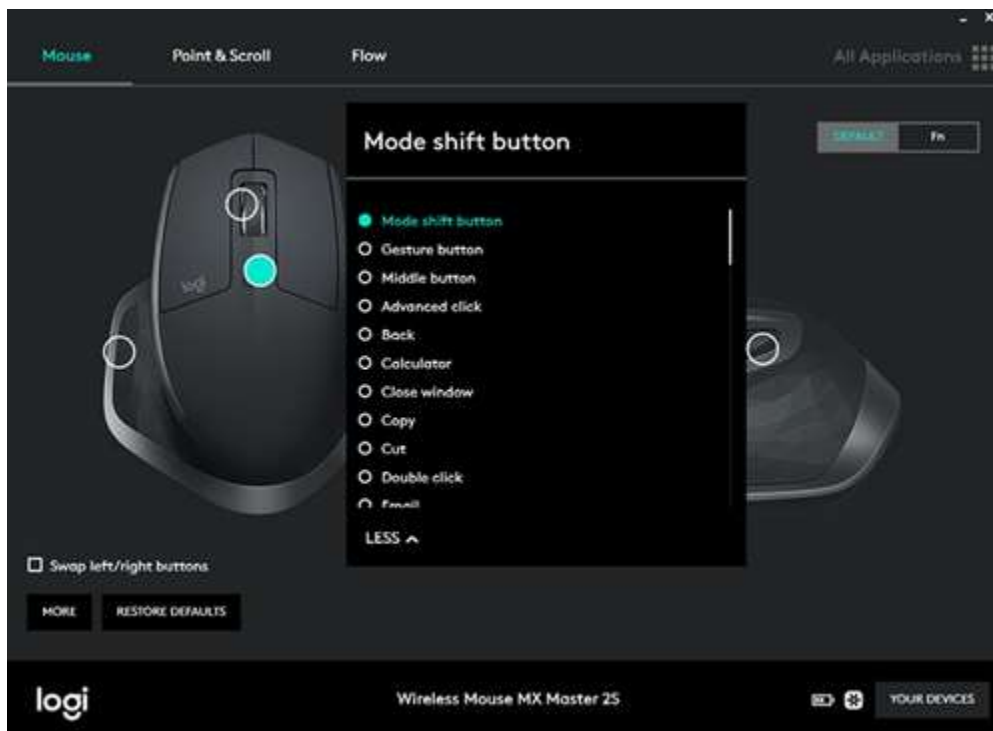 Mouse
Point & Scroll
Flow
All Applications
Mode shift button
DEFAULT
Fn
Mode shift button
Gesture button
Middle button
Advanced click
Back
Calculator
Close window
Copy
Cut
Double click
Email
LESS
logi
Swap left/right buttons
MORE
RESTORE DEFAULTS
logi
Wireless Mouse MX Master 2S
YOUR DEVICES